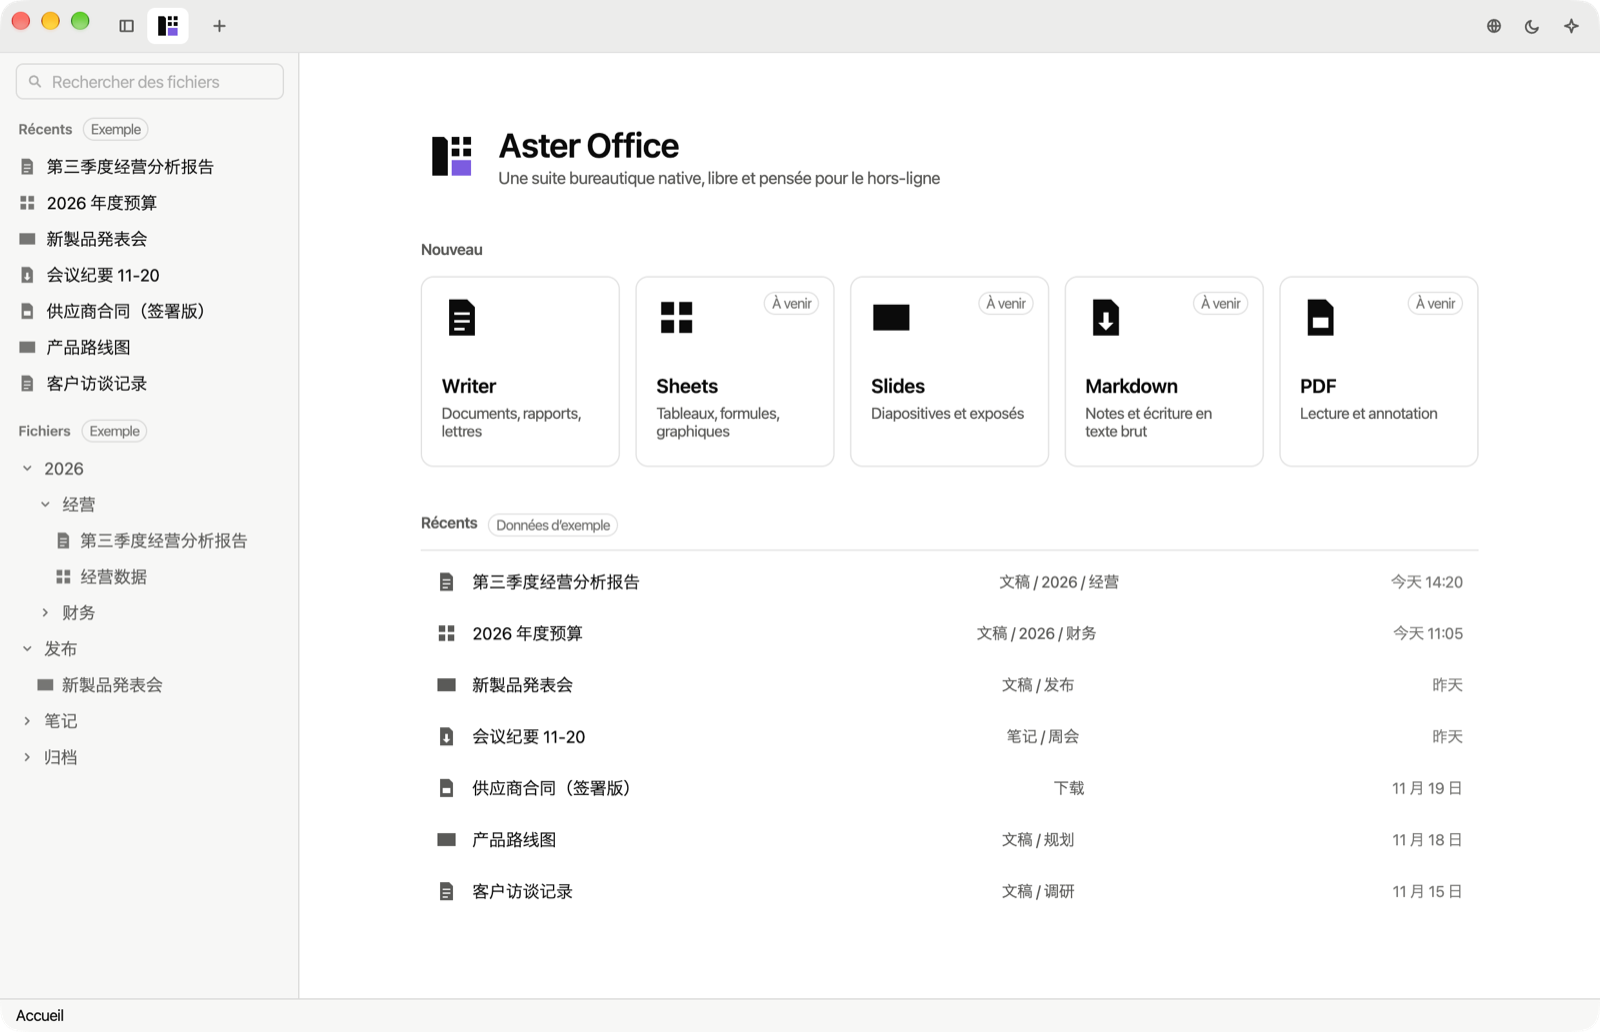 Rechercher des fichiers
Récents Exemple
第三季度经营分析报告
2026 年度预算
新製品発表会
会议纪要 11-20
供应商合同（签署版）
产品路线图
客户访谈记录
Fichiers Exemple
2026
经营
第三季度经营分析报告
经营数据
财务
发布
新製品発表会
笔记
归档
Aster Office
Une suite bureautique native, libre et pensée pour le hors-ligne
Nouveau
Writer
Documents, rapports,
lettres
À venir
Sheets
Tableaux, formules,
graphiques
À venir
Slides
Diapositives et exposés
À venir
Markdown
Notes et écriture en
texte brut
À venir
PDF
Lecture et annotation
Récents Données d’exemple
第三季度经营分析报告 文稿 / 2026 / 经营 今天 14:20
2026 年度预算 文稿 / 2026 / 财务 今天 11:05
新製品発表会 文稿 / 发布 昨天
会议纪要 11-20 笔记 / 周会 昨天
供应商合同（签署版） 下载 11 月 19 日
产品路线图 文稿 / 规划 11 月 18 日
客户访谈记录 文稿 / 调研 11 月 15 日
Accueil